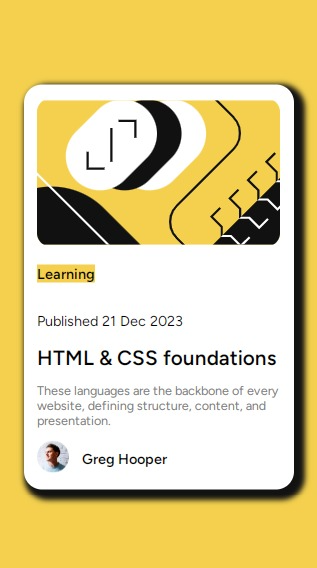 Learning
Published 21 Dec 2023
HTML & CSS foundations
These languages are the backbone of every
website, defining structure, content, and
presentation.
Greg Hooper